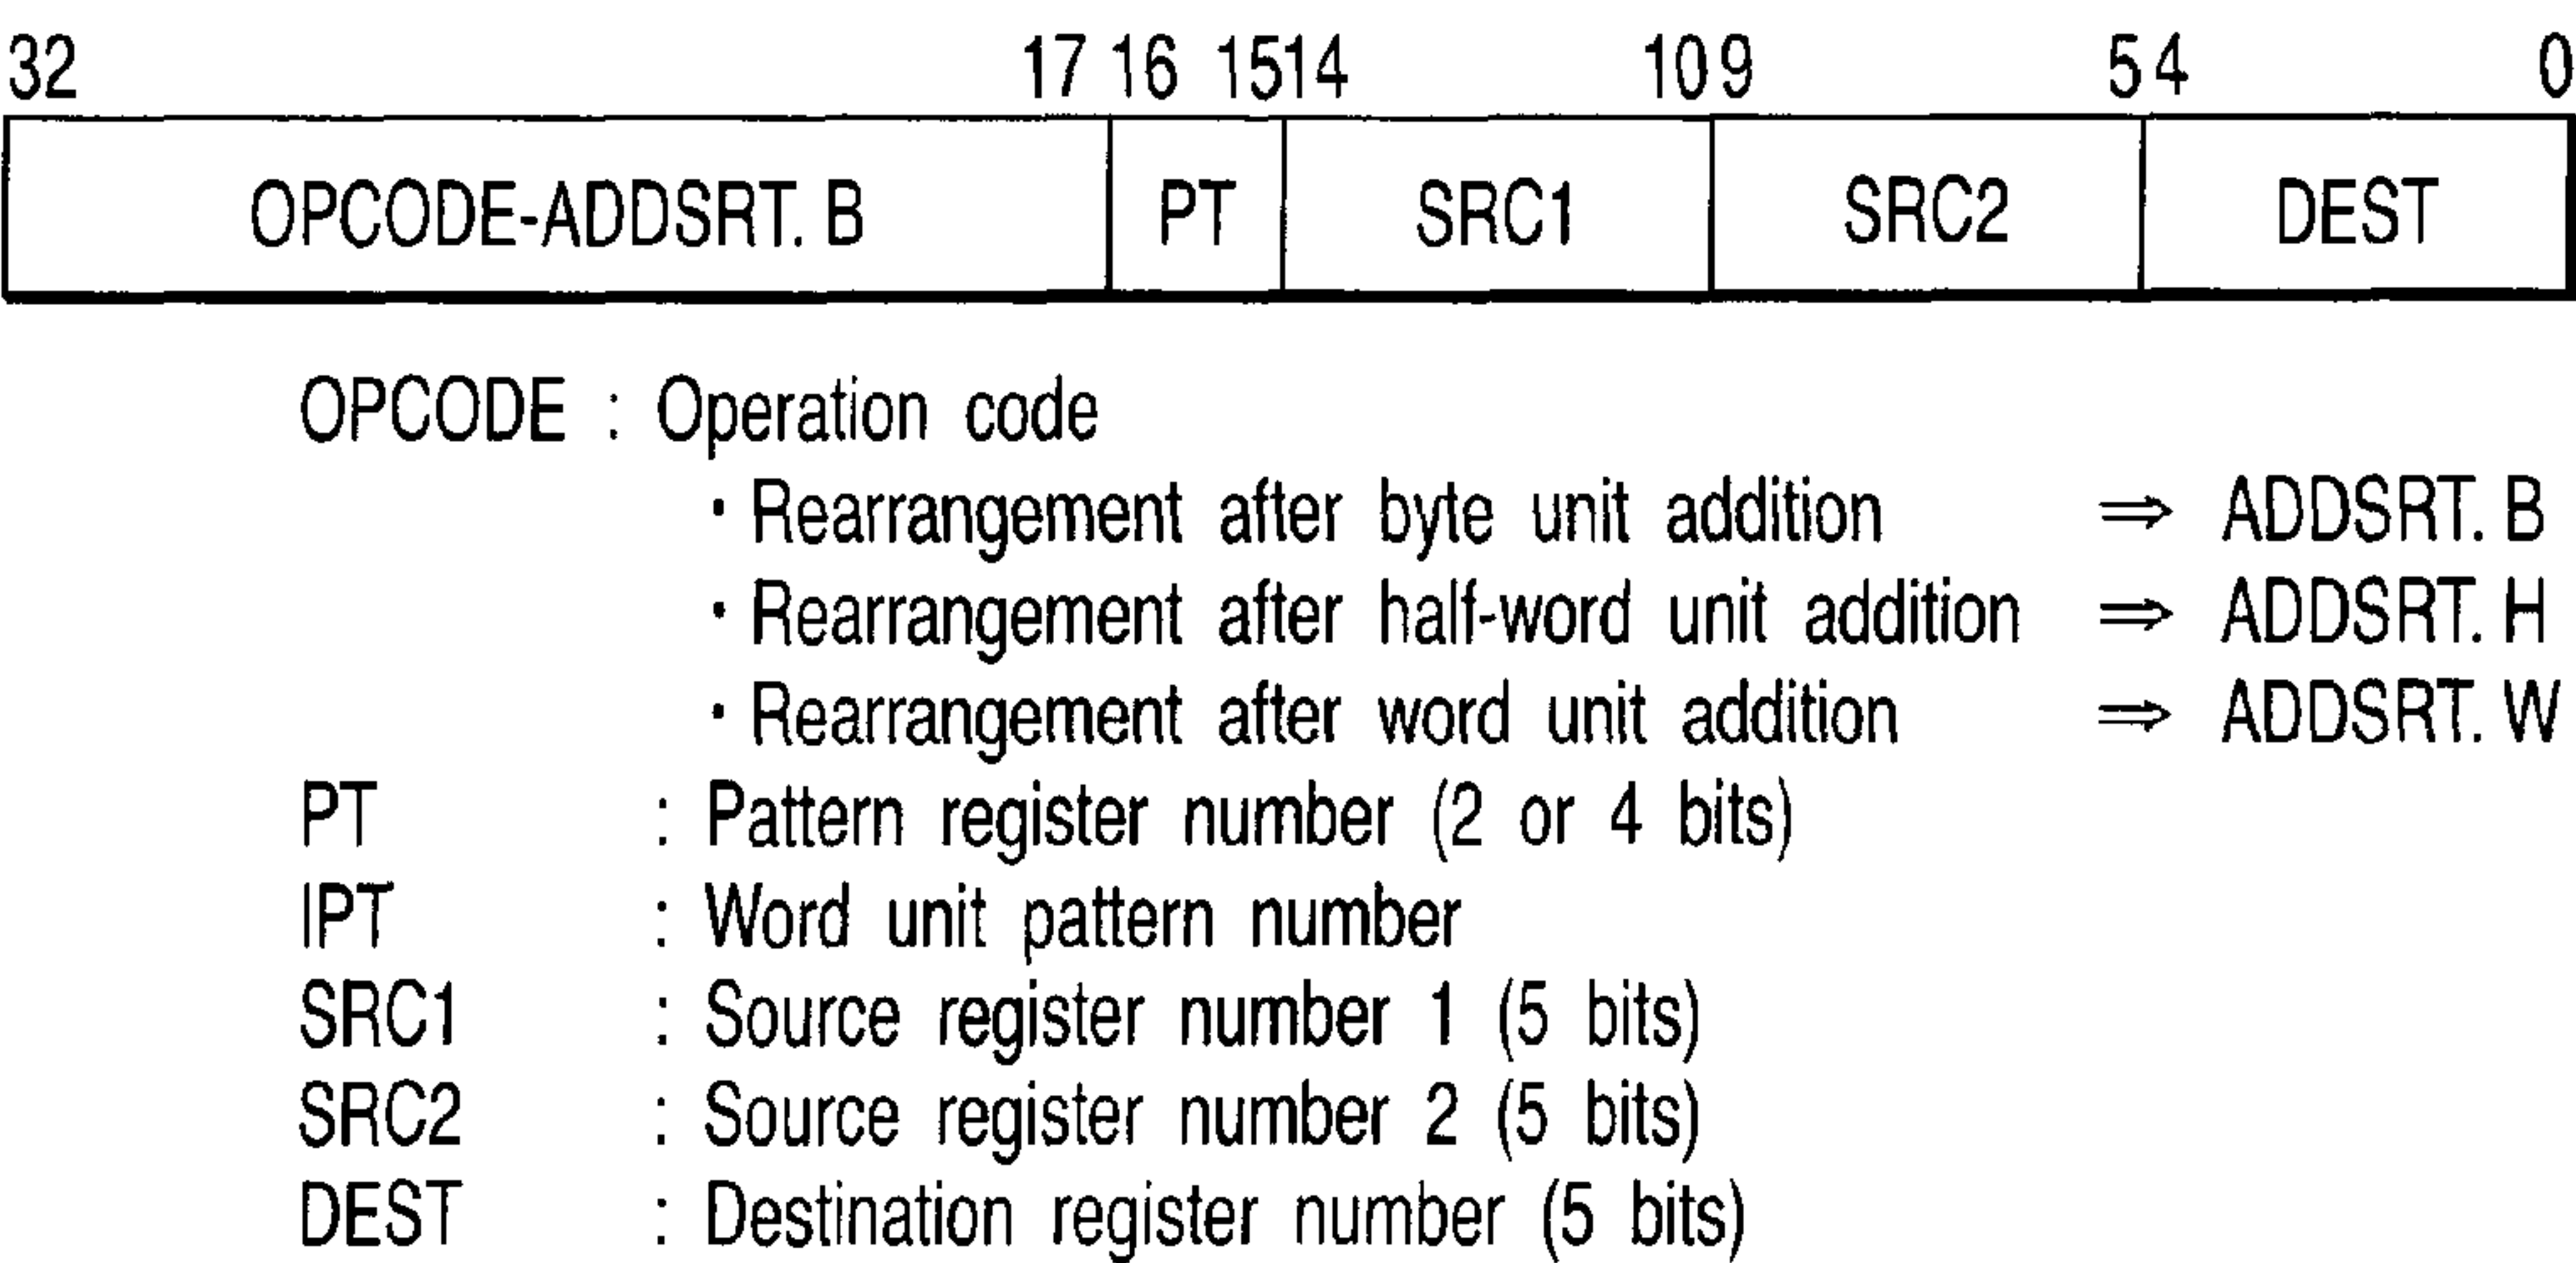 32 17 16 15 14 10 9 5 4 0
OPCODE-ADDSRT. B PT SRC1 SRC2 DEST
OPCODE : Operation code
・Rearrangement after byte unit addition ⇒ ADDSRT. B
・Rearrangement after half-word unit addition ⇒ ADDSRT. H
・Rearrangement after word unit addition ⇒ ADDSRT. W
PT : Pattern register number (2 or 4 bits)
IPT : Word unit pattern number
SRC1 : Source register number 1 (5 bits)
SRC2 : Source register number 2 (5 bits)
DEST : Destination register number (5 bits)